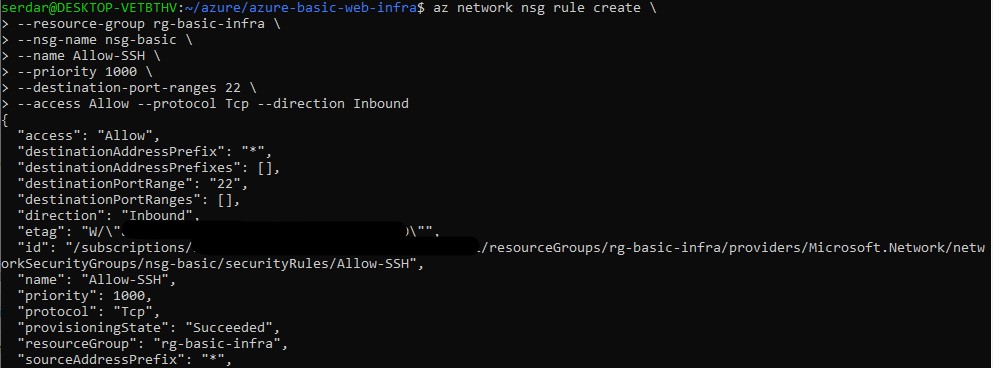 serdar@DESKTOP-VETBTHV:~/azure/azure-basic-web-infra$ az network nsg rule create \
> --resource-group rg-basic-infra \
> --nsg-name nsg-basic \
> --name Allow-SSH \
> --priority 1000 \
> --destination-port-ranges 22 \
> --access Allow --protocol Tcp --direction Inbound
{
  "access": "Allow",
  "destinationAddressPrefix": "*",
  "destinationAddressPrefixes": [],
  "destinationPortRange": "22",
  "destinationPortRanges": [],
  "direction": "Inbound",
  "etag": "W/\" \"",
  "id": "/subscriptions/ /resourceGroups/rg-basic-infra/providers/Microsoft.Network/netw
orkSecurityGroups/nsg-basic/securityRules/Allow-SSH",
  "name": "Allow-SSH",
  "priority": 1000,
  "protocol": "Tcp",
  "provisioningState": "Succeeded",
  "resourceGroup": "rg-basic-infra",
  "sourceAddressPrefix": "*",